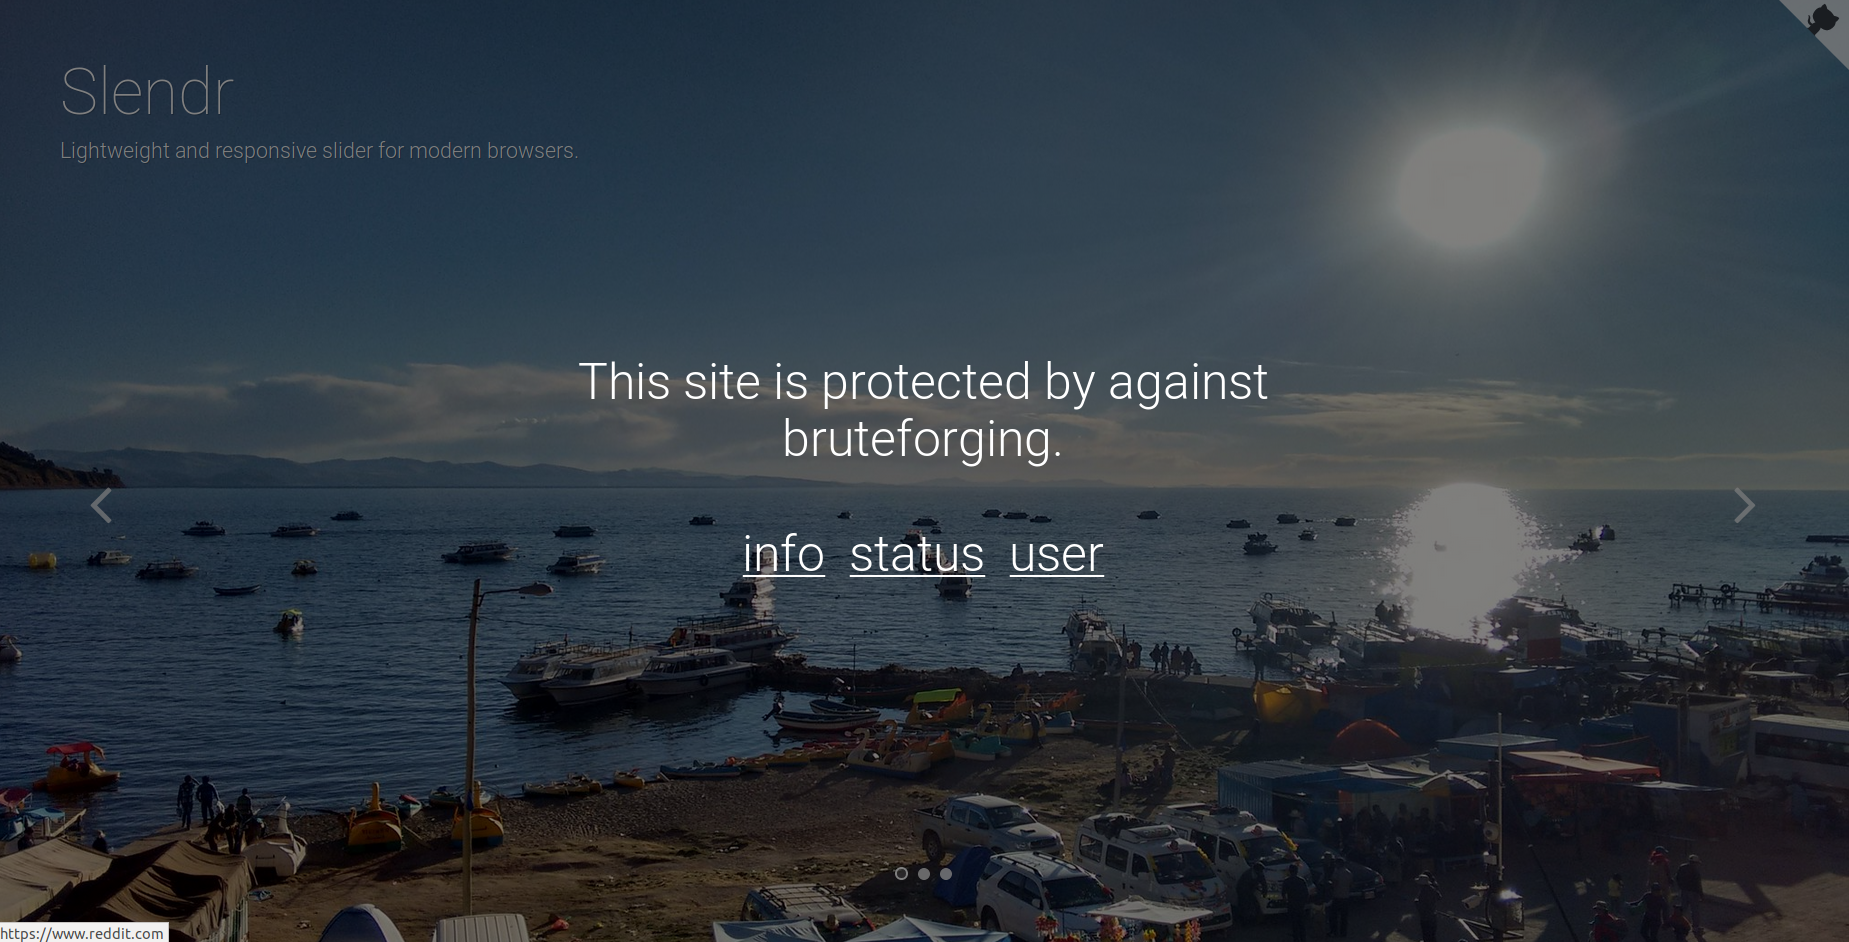 Slendr
Lightweight and responsive slider for modern browsers.
This site is protected by against
bruteforging.
info status user
https://www.reddit.com